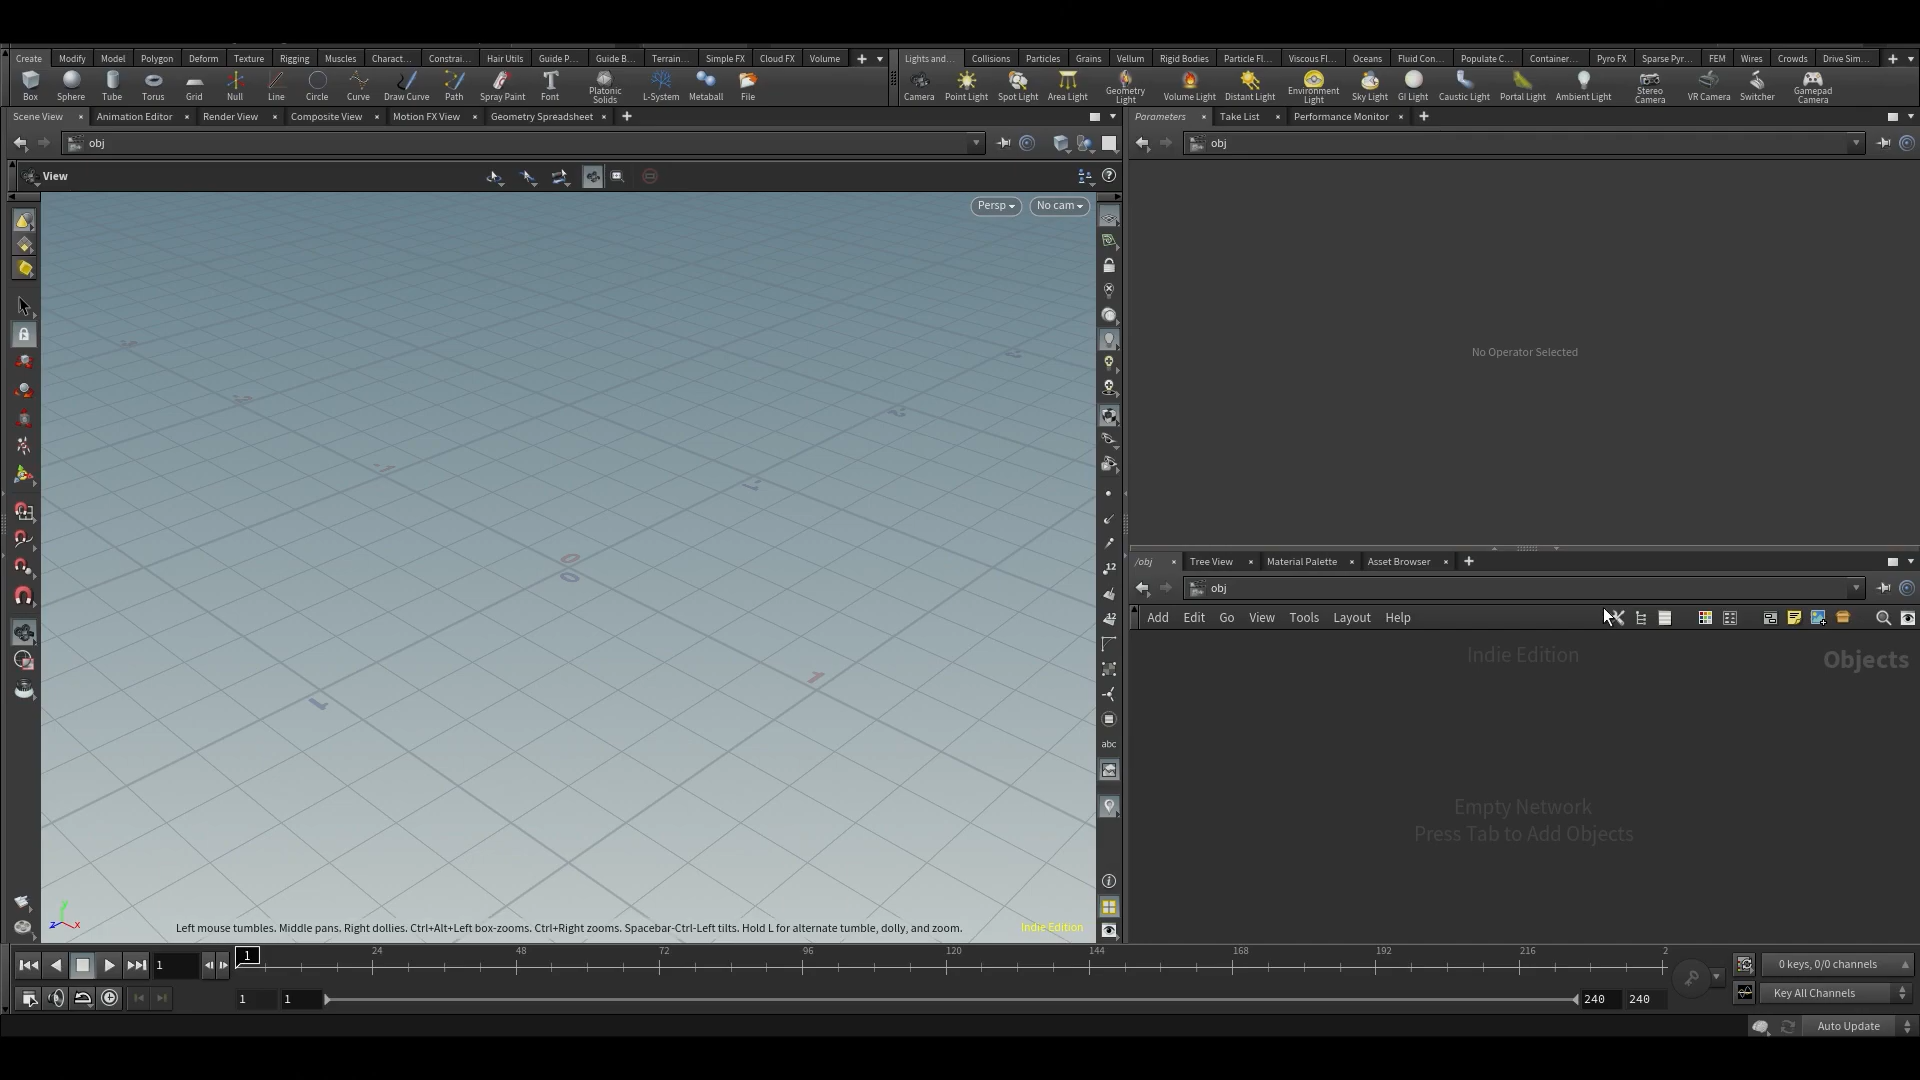 Create Modify Model Polygon Deform Texture Rigging Muscles Charact... Constrai... Hair Utils Guide P... Guide B... Terrain... Simple FX Cloud FX Volume
Lights and... Collisions Particles Grains Vellum Rigid Bodies Particle Fl... Viscous Fl... Oceans Fluid Con... Populate C... Container... Pyro FX Sparse Pyr... FEM Wires Crowds Drive Sim...
Box Sphere Tube Torus Grid Null Line Circle Curve Draw Curve Path Spray Paint Font Platonic Solids L-System Metaball File
Camera Point Light Spot Light Area Light Geometry Light Volume Light Distant Light Environment Light Sky Light GI Light Caustic Light Portal Light Ambient Light Stereo Camera VR Camera Switcher Gamepad Camera
Scene View Animation Editor Render View Composite View Motion FX View Geometry Spreadsheet
Parameters Take List Performance Monitor
obj
obj
View
Persp No cam
No Operator Selected
/obj Tree View Material Palette Asset Browser
obj
Add Edit Go View Tools Layout Help
Indie Edition
Objects
Empty Network
Press Tab to Add Objects
-1
0
0
1
1
12
12
abc
y
z x
Left mouse tumbles. Middle pans. Right dollies. Ctrl+Alt+Left box-zooms. Ctrl+Right zooms. Spacebar-Ctrl-Left tilts. Hold L for alternate tumble, dolly, and zoom.
Indie Edition
1 1 24 48 72 96 120 144 168 192 216 2
0 keys, 0/0 channels
1 1 240 240
Key All Channels
Auto Update